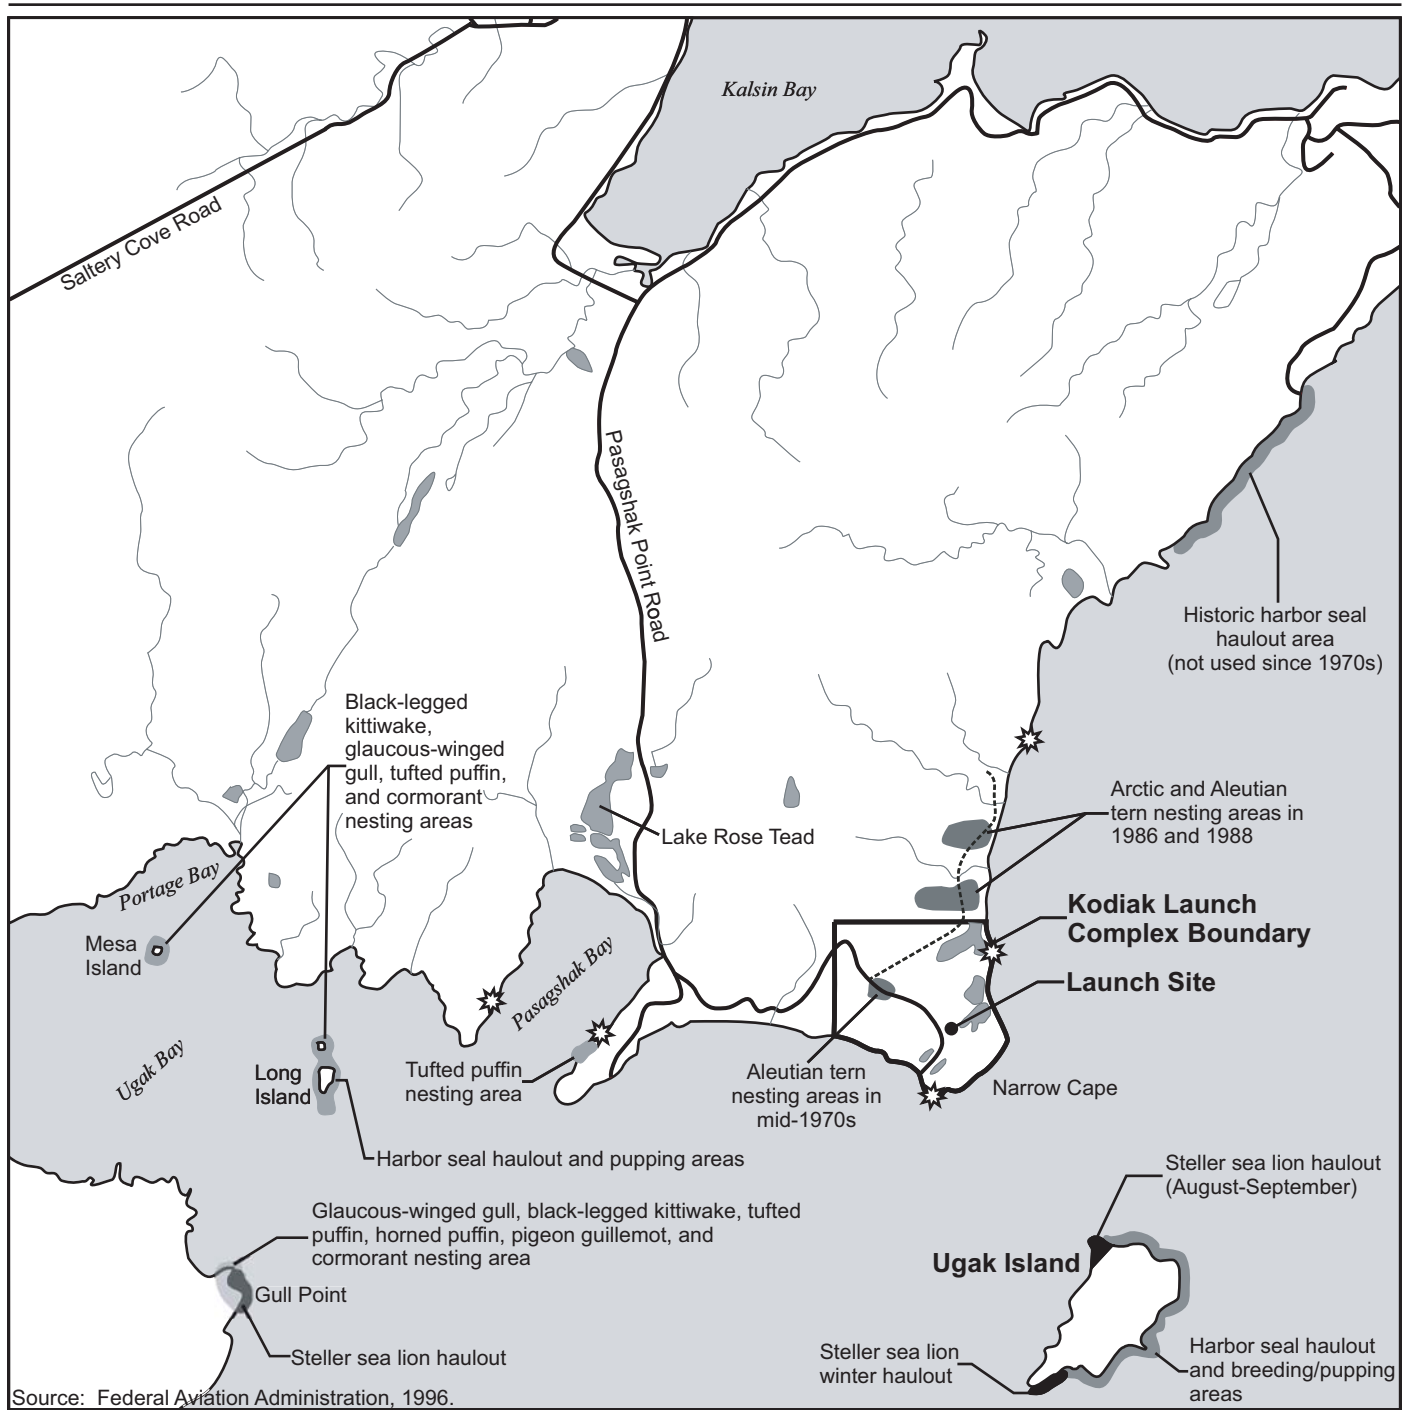 Kalsin Bay
Saltery Cove Road
Pasagshak Point Road
Historic harbor seal
haulout area
(not used since 1970s)
Black-legged
kittiwake,
glaucous-winged
gull, tufted puffin,
and cormorant
nesting areas
Arctic and Aleutian
tern nesting areas in
1986 and 1988
Lake Rose Tead
Portage Bay
Kodiak Launch
Complex Boundary
Mesa
Island
Pasagshak Bay
Launch Site
Ugak Bay
Long
Island
Tufted puffin
nesting area
Aleutian tern
nesting areas in
mid-1970s
Narrow Cape
Harbor seal haulout and pupping areas
Steller sea lion haulout
(August-September)
Glaucous-winged gull, black-legged kittiwake, tufted
puffin, horned puffin, pigeon guillemot, and
cormorant nesting area
Ugak Island
Gull Point
Steller sea lion haulout
Steller sea lion
winter haulout
Harbor seal haulout
and breeding/pupping
areas
Source: Federal Aviation Administration, 1996.